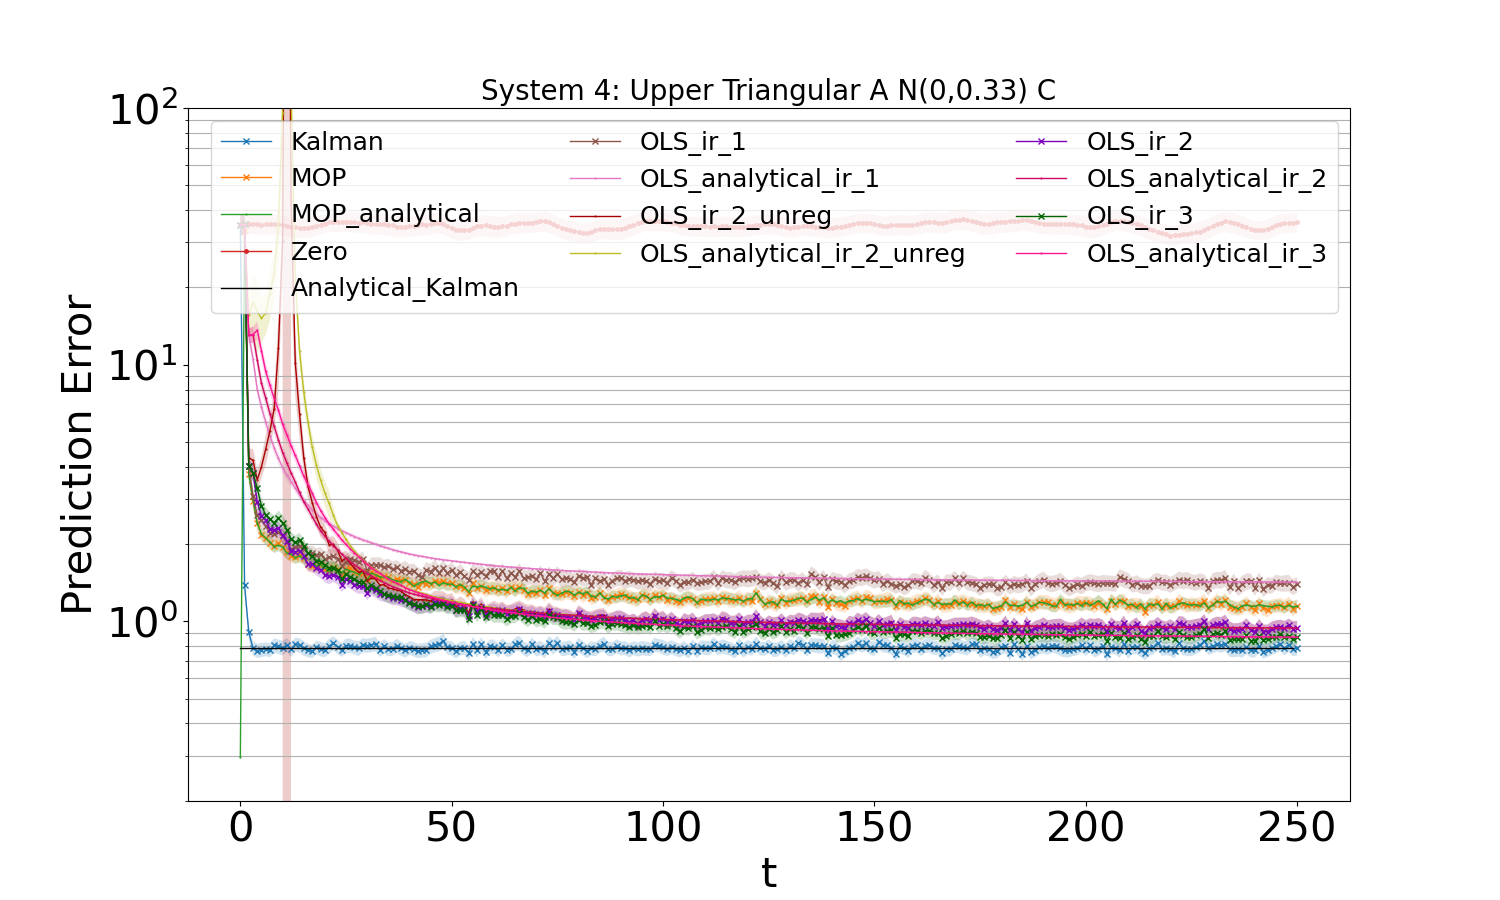 System 4: Upper Triangular A N(0,0.33) C
10²
10¹
10⁰
Prediction Error
Kalman
MOP
MOP_analytical
Zero
Analytical_Kalman
OLS_ir_1
OLS_analytical_ir_1
OLS_ir_2_unreg
OLS_analytical_ir_2_unreg
OLS_ir_2
OLS_analytical_ir_2
OLS_ir_3
OLS_analytical_ir_3
0 50 100 150 200 250
t